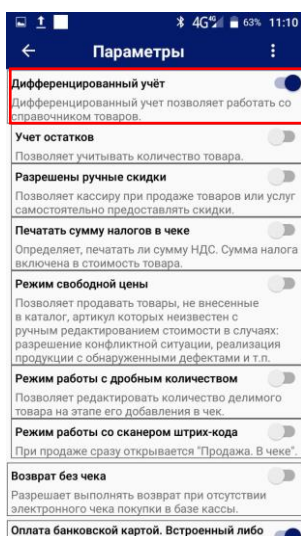 4G 4G 63% 11:10
Параметры
Дифференцированный учёт
Дифференцированный учет позволяет работать со
справочником товаров.
Учет остатков
Позволяет учитывать количество товара.
Разрешены ручные скидки
Позволяет кассиру при продаже товаров или услуг
самостоятельно предоставлять скидки.
Печатать сумму налогов в чеке
Определяет, печатать ли сумму НДС. Сумма налога
включена в стоимость товара.
Режим свободной цены
Позволяет продавать товары, не внесенные
в каталог, артикул которых неизвестен с
ручным редактированием стоимости в случаях:
разрешение конфликтной ситуации, реализация
продукции с обнаруженными дефектами и т.п.
Режим работы с дробным количеством
Позволяет редактировать количество делимого
товара на этапе его добавления в чек.
Режим работы со сканером штрих-кода
При продаже сразу открывается "Продажа. В чеке".
Возврат без чека
Разрешает выполнять возврат при отсутствии
электронного чека покупки в базе кассы.
Оплата банковской картой. Встроенный либо